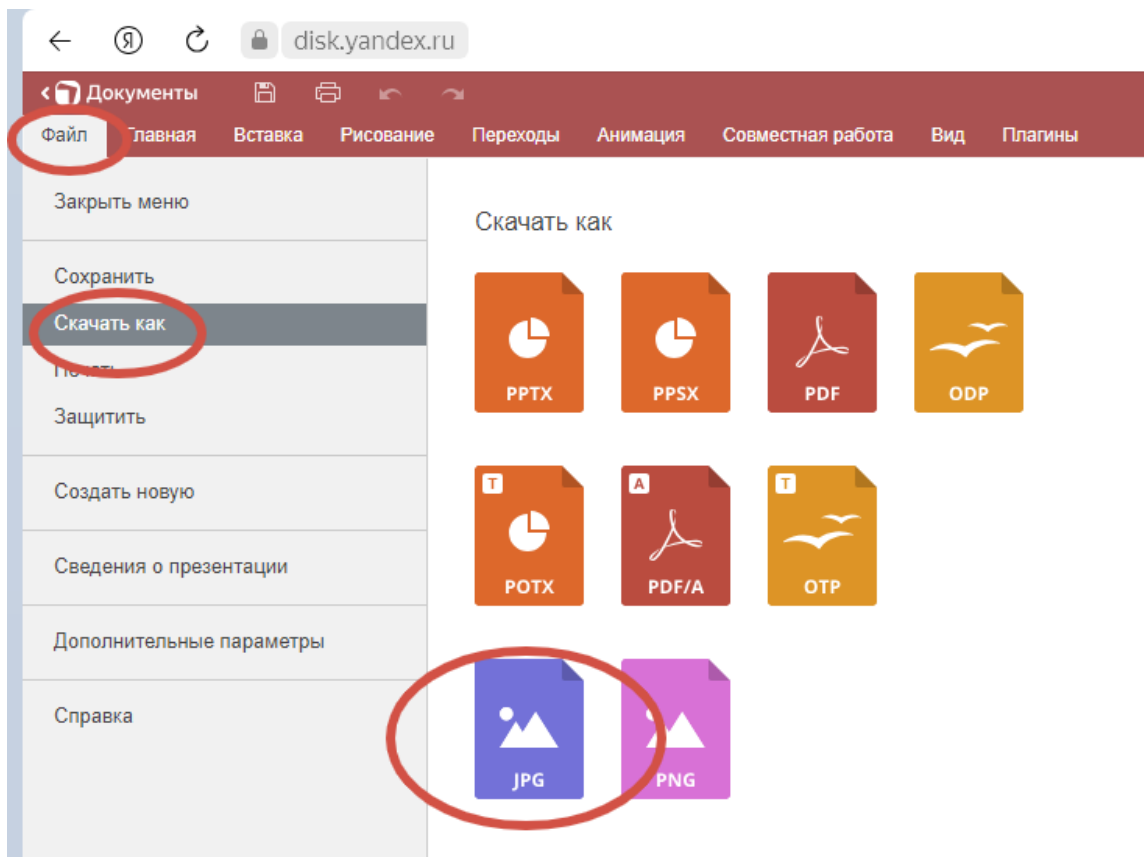 Я disk.yandex.ru
Документы
Файл Главная Вставка Рисование Переходы Анимация Совместная работа Вид Плагины
Закрыть меню
Сохранить
Скачать как
Печать
Защитить
Создать новую
Сведения о презентации
Дополнительные параметры
Справка
Скачать как
PPTX PPSX PDF ODP
T A T
POTX PDF/A OTP
JPG PNG